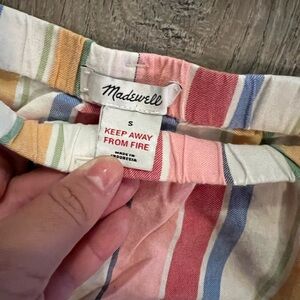 Madewell
S
KEEP AWAY
FROM FIRE
MADE IN
INDONESIA